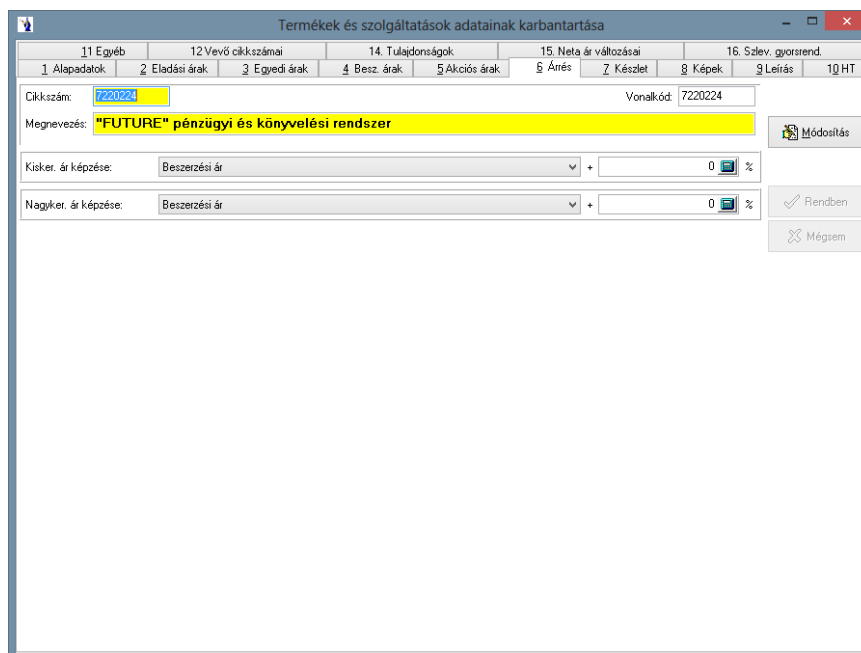 Termékek és szolgáltatások adatainak karbantartása
11 Egyéb 12 Vevő cikkszámai 14. Tulajdonságok 15. Neta ár változásai 16. Szlev. gyorsrend.
1 Alapadatok 2 Eladási árak 3 Egyedi árak 4 Besz. árak 5 Akciós árak 6 Árrés 7 Készlet 8 Képek 9 Leírás 10 HT
Cikkszám: 7220224 Vonalkód: 7220224
Megnevezés: "FUTURE" pénzügyi és könyvelési rendszer
Módosítás
Kisker. ár képzése: Beszerzési ár + 0 %
Nagyker. ár képzése: Beszerzési ár + 0 %
Rendben
Mégsem